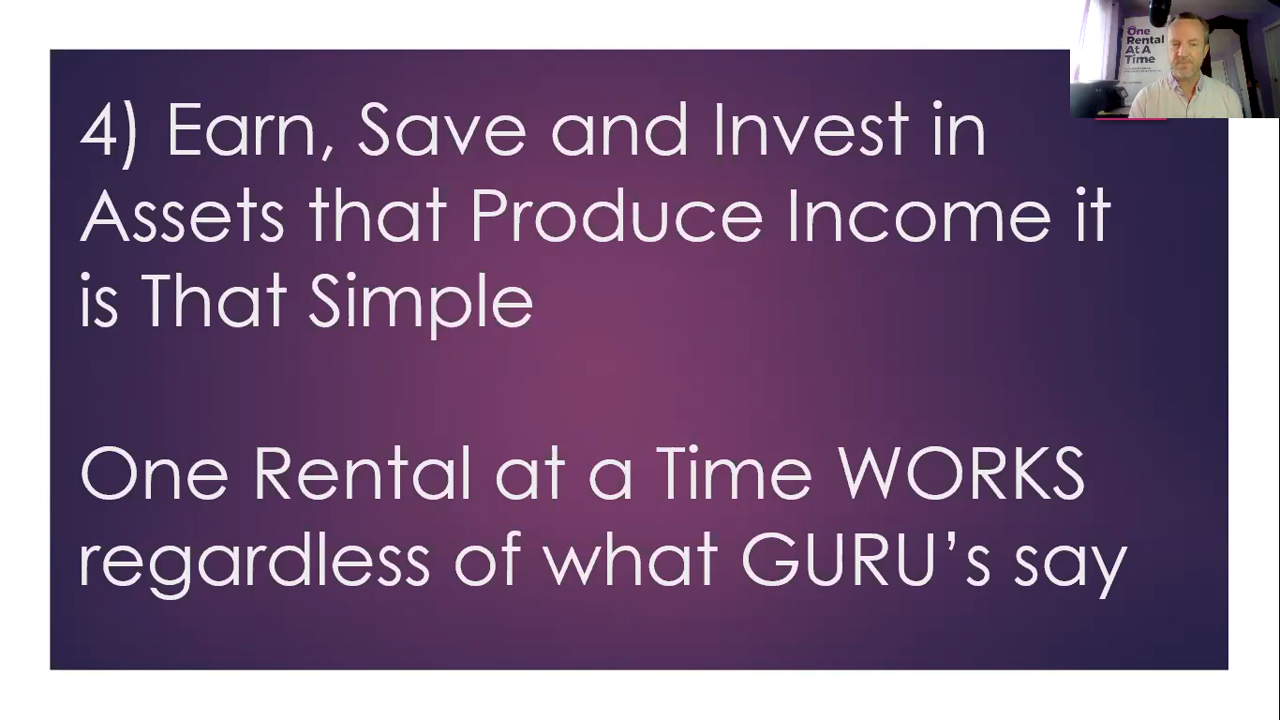 4) Earn, Save and Invest in
Assets that Produce Income it
is That Simple
One Rental at a Time WORKS
regardless of what GURU’s say
One
Rental
At A
Time